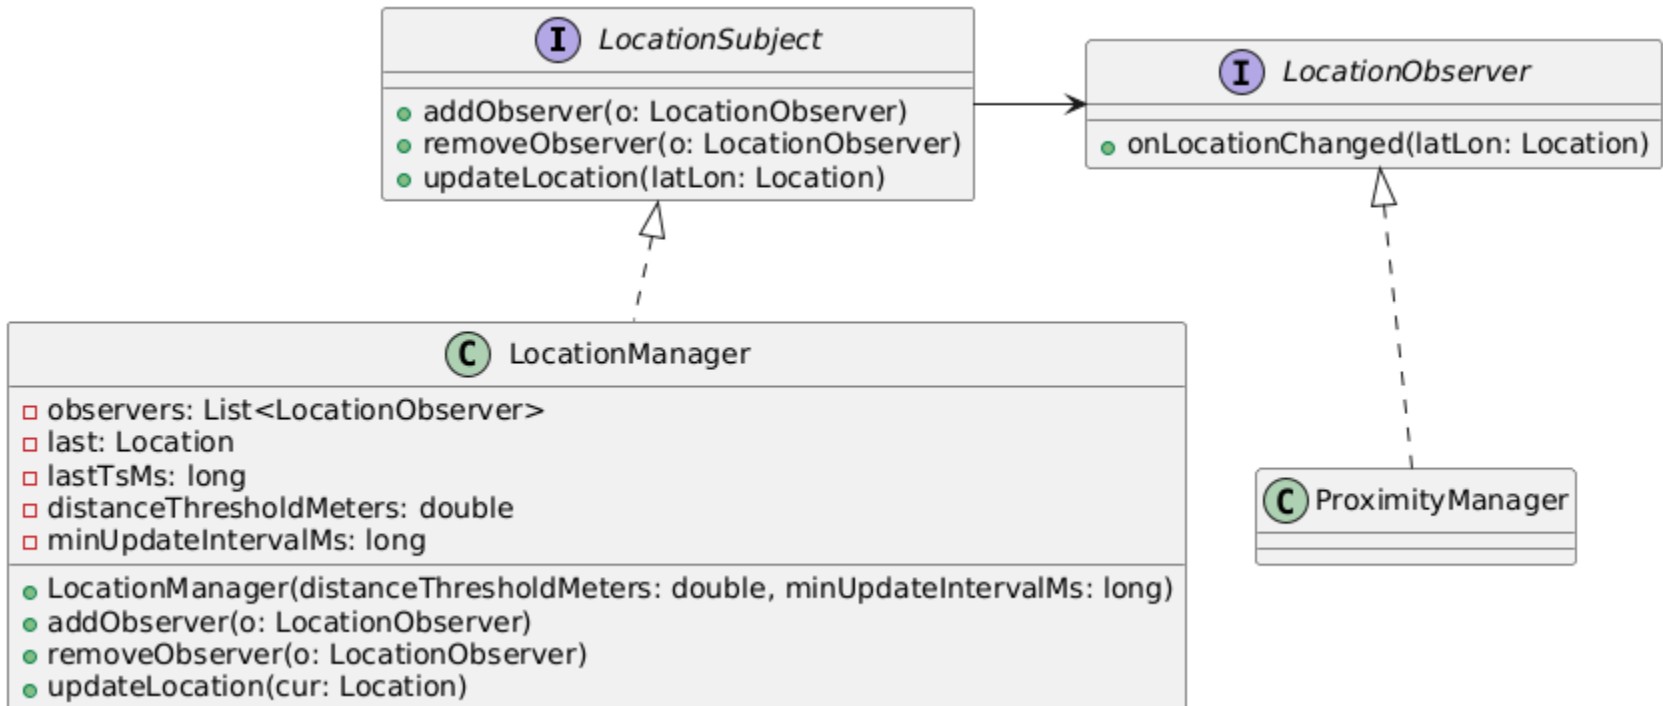 I LocationSubject
addObserver(o: LocationObserver)
removeObserver(o: LocationObserver)
updateLocation(latLon: Location)
I LocationObserver
onLocationChanged(latLon: Location)
C LocationManager
observers: List<LocationObserver>
last: Location
lastTsMs: long
distanceThresholdMeters: double
minUpdateIntervalMs: long
LocationManager(distanceThresholdMeters: double, minUpdateIntervalMs: long)
addObserver(o: LocationObserver)
removeObserver(o: LocationObserver)
updateLocation(cur: Location)
C ProximityManager